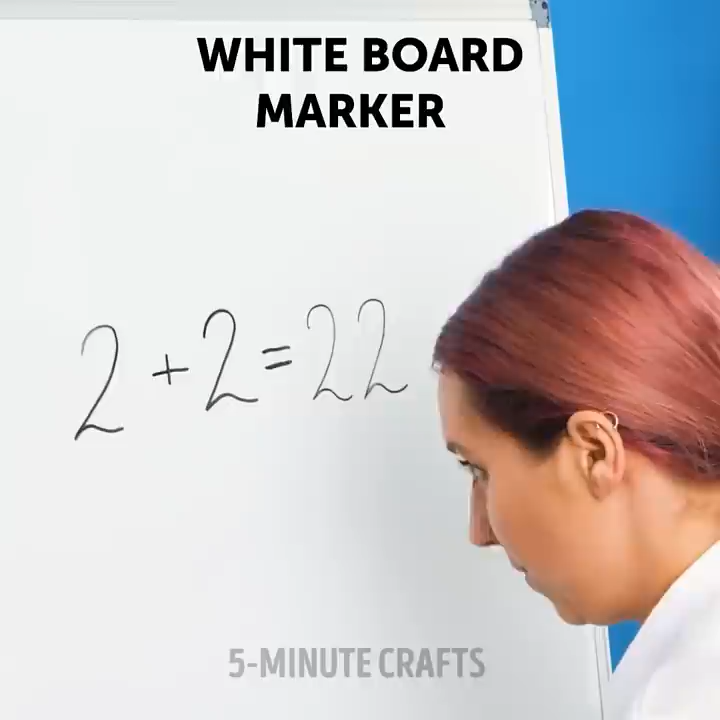 WHITE BOARD
MARKER
2 + 2 = 22
5-MINUTE CRAFTS